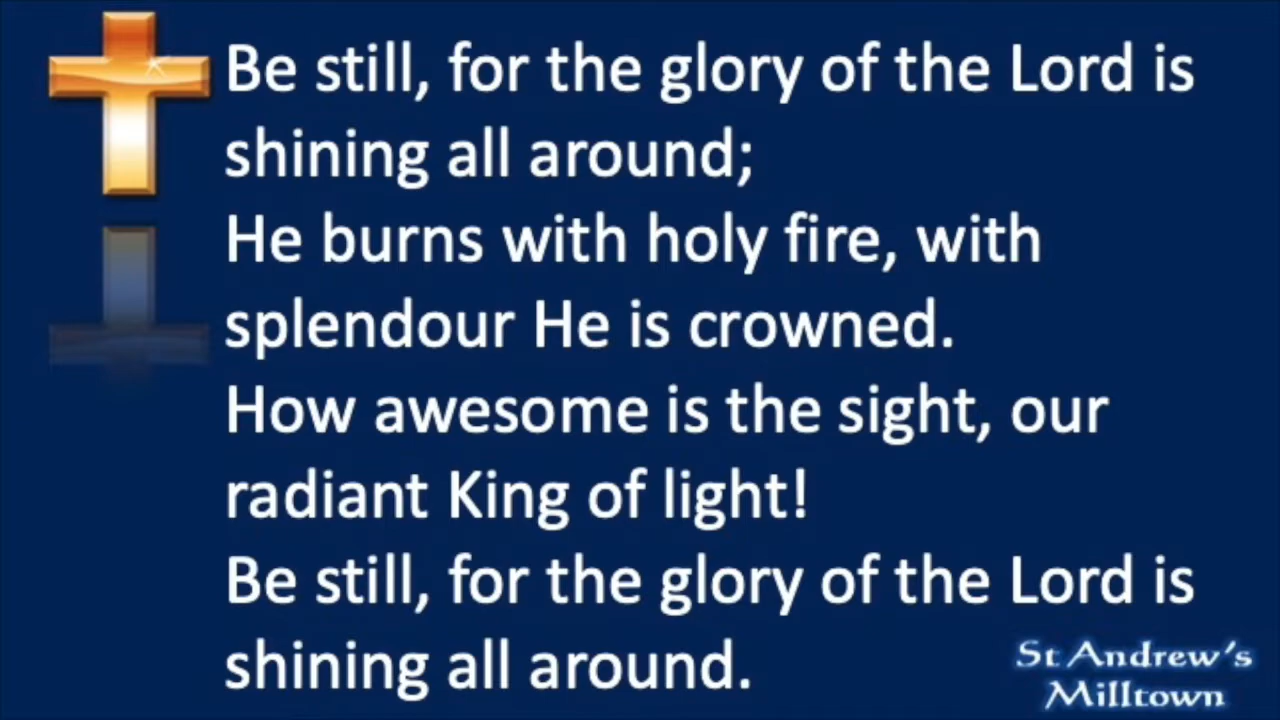 Be still, for the glory of the Lord is
shining all around;
He burns with holy fire, with
splendour He is crowned.
How awesome is the sight, our
radiant King of light!
Be still, for the glory of the Lord is
shining all around.
St Andrew's
Milltown